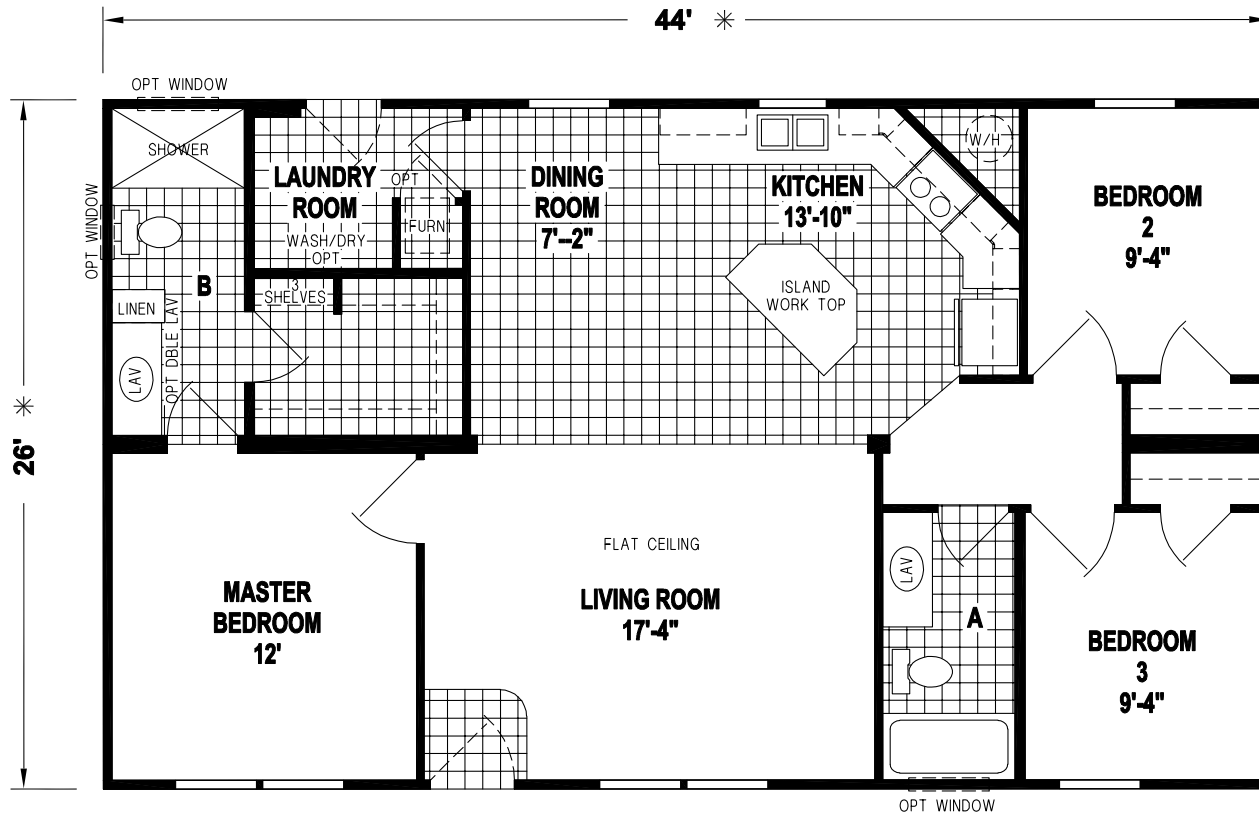 44' ✳
OPT WINDOW
SHOWER
OPT WINDOW
LAUNDRY
ROOM
OPT
WASH/DRY
OPT
FURN
DINING
ROOM
7'--2"
KITCHEN
13'-10"
W/H
BEDROOM
2
9'-4"
B
3
SHELVES
LINEN
OPT DBLE LAV
LAV
ISLAND
WORK TOP
✳
26'
MASTER
BEDROOM
12'
FLAT CEILING
LIVING ROOM
17'-4"
LAV
A
BEDROOM
3
9'-4"
OPT WINDOW